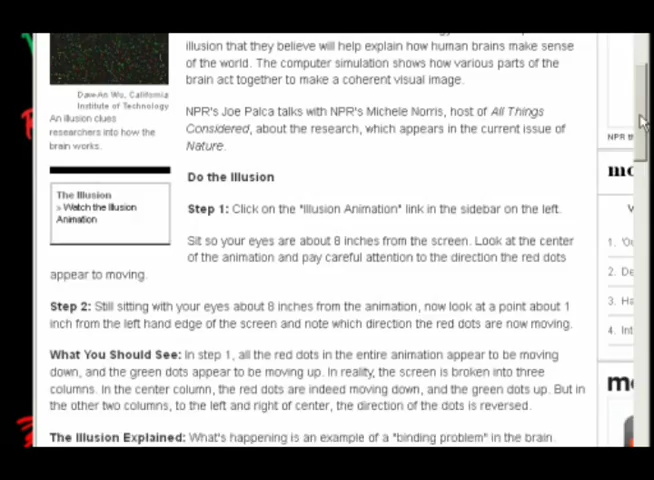 illusion that they believe will help explain how human brains make sense
of the world. The computer simulation shows how various parts of the
brain act together to make a coherent visual image.
Daw-An Wu, California
Institute of Technology
An illusion clues
researchers into how the
brain works.
NPR's Joe Palca talks with NPR's Michele Norris, host of All Things
Considered, about the research, which appears in the current issue of
Nature.
The Illusion
» Watch the Illusion
Animation
Do the Illusion
Step 1: Click on the "Illusion Animation" link in the sidebar on the left.
Sit so your eyes are about 8 inches from the screen. Look at the center
of the animation and pay careful attention to the direction the red dots
appear to moving.
Step 2: Still sitting with your eyes about 8 inches from the animation, now look at a point about 1
inch from the left hand edge of the screen and note which direction the red dots are now moving.
What You Should See: In step 1, all the red dots in the entire animation appear to be moving
down, and the green dots appear to be moving up. In reality, the screen is broken into three
columns. In the center column, the red dots are indeed moving down, and the green dots up. But in
the other two columns, to the left and right of center, the direction of the dots is reversed.
The Illusion Explained: What's happening is an example of a "binding problem" in the brain.
NPR
1.
2. De
3. Ha
4. Int